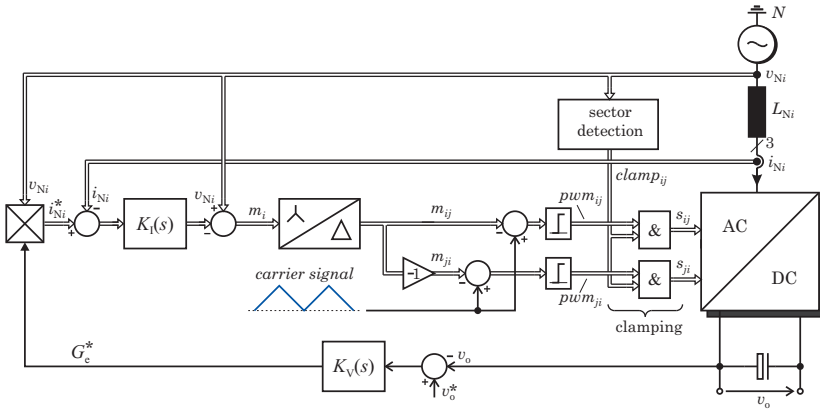 N
v_Ni
L_Ni
3
i_Ni
sector
detection
clamp_ij
v_Ni
i*_Ni
i_Ni
v_Ni
K_I(s)
m_i
m_ij
pwm_ij
&
s_ij
AC
DC
carrier signal
-1
m_ji
pwm_ji
&
s_ji
clamping
G*_e
K_V(s)
v_o
v*_o
v_o
+
-
-
+
-
+
-
+
-
+
+
-